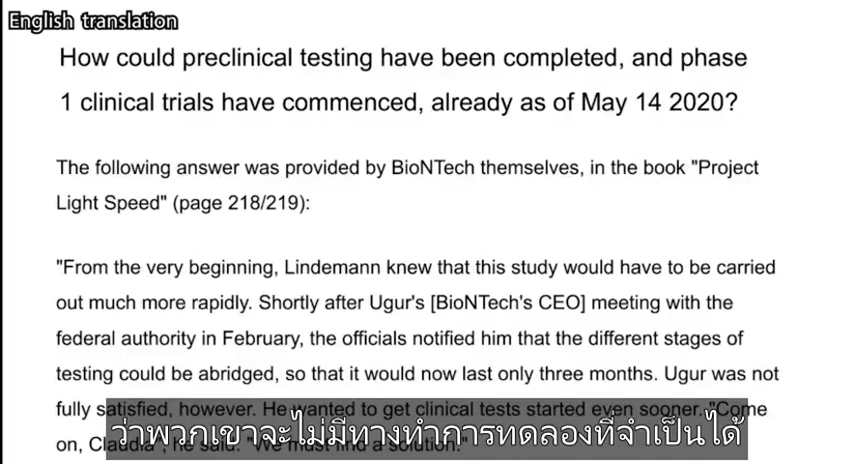 English translation
How could preclinical testing have been completed, and phase
1 clinical trials have commenced, already as of May 14 2020?
The following answer was provided by BioNTech themselves, in the book "Project
Light Speed" (page 218/219):
"From the very beginning, Lindemann knew that this study would have to be carried
out much more rapidly. Shortly after Ugur's [BioNTech's CEO] meeting with the
federal authority in February, the officials notified him that the different stages of
testing could be abridged, so that it would now last only three months. Ugur was not
fully satisfied, however. He wanted to get clinical tests started even sooner. "Come
on, Claudia", he said. "We must find a solution."
ว่าพวกเขาจะไม่มีทางทำการทดลองที่จำเป็นได้